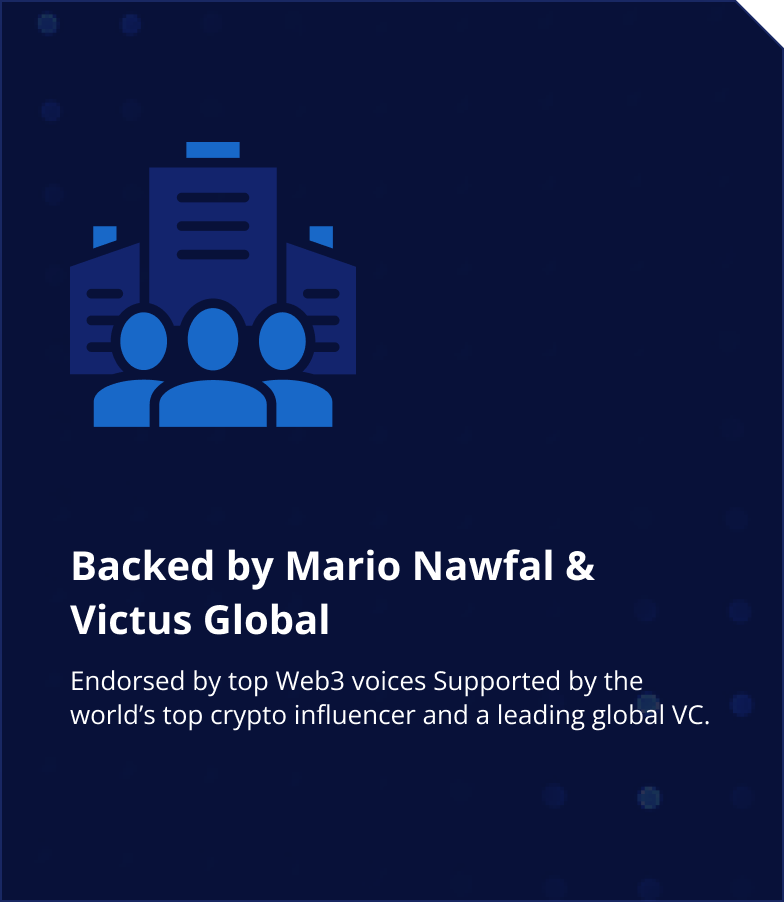 Backed by Mario Nawfal &
Victus Global
Endorsed by top Web3 voices Supported by the
world’s top crypto influencer and a leading global VC.